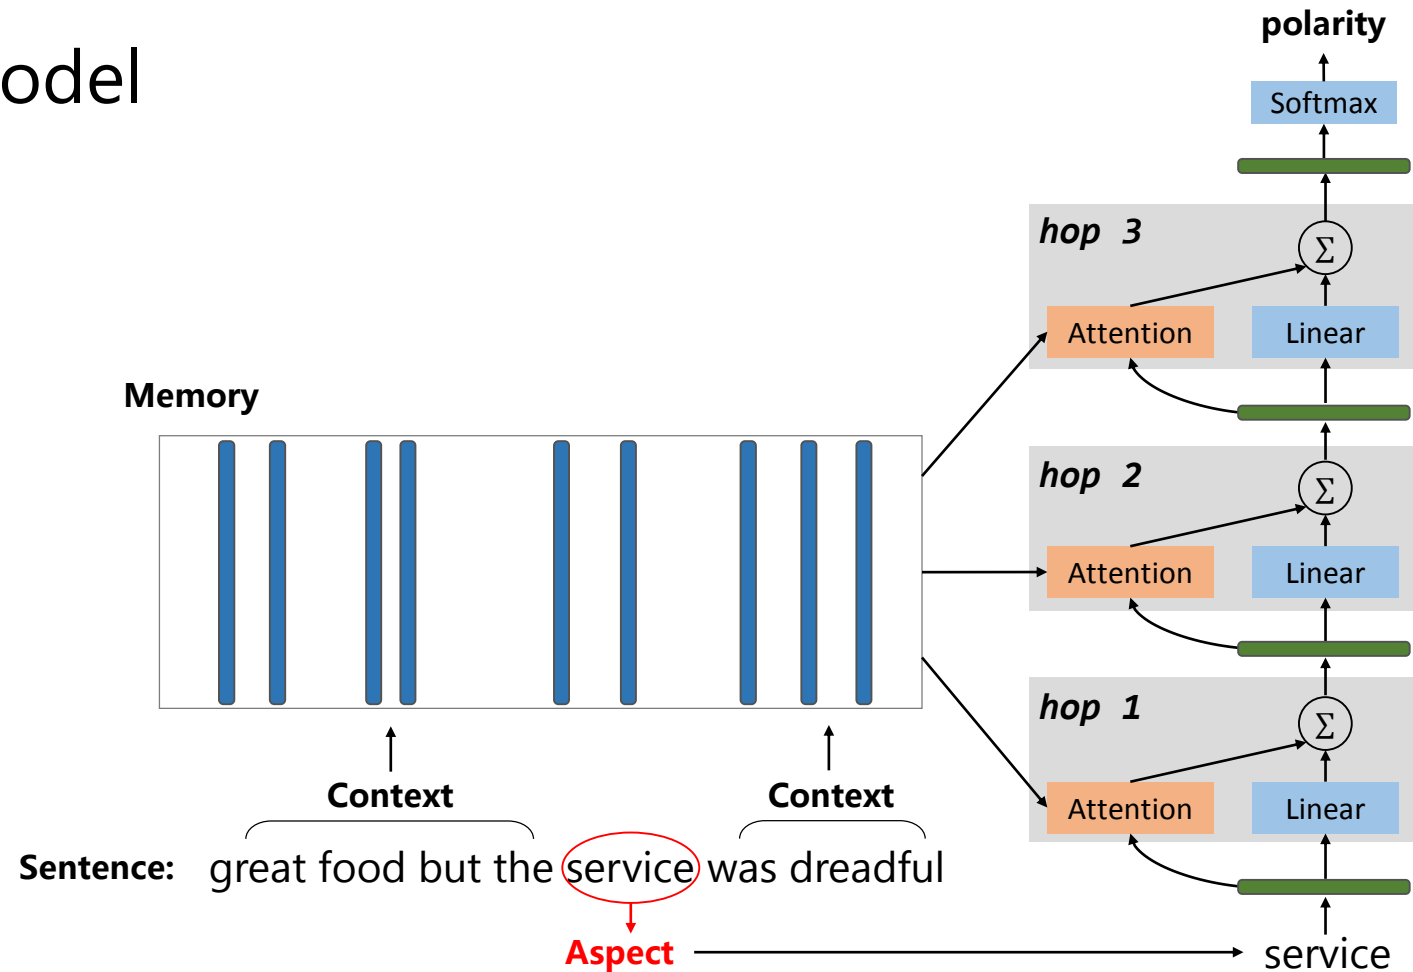 odel
polarity
Softmax
hop 3
Σ
Attention
Linear
Memory
hop 2
Σ
Attention
Linear
hop 1
Σ
Attention
Linear
Context
Context
Sentence: great food but the service was dreadful
Aspect
service